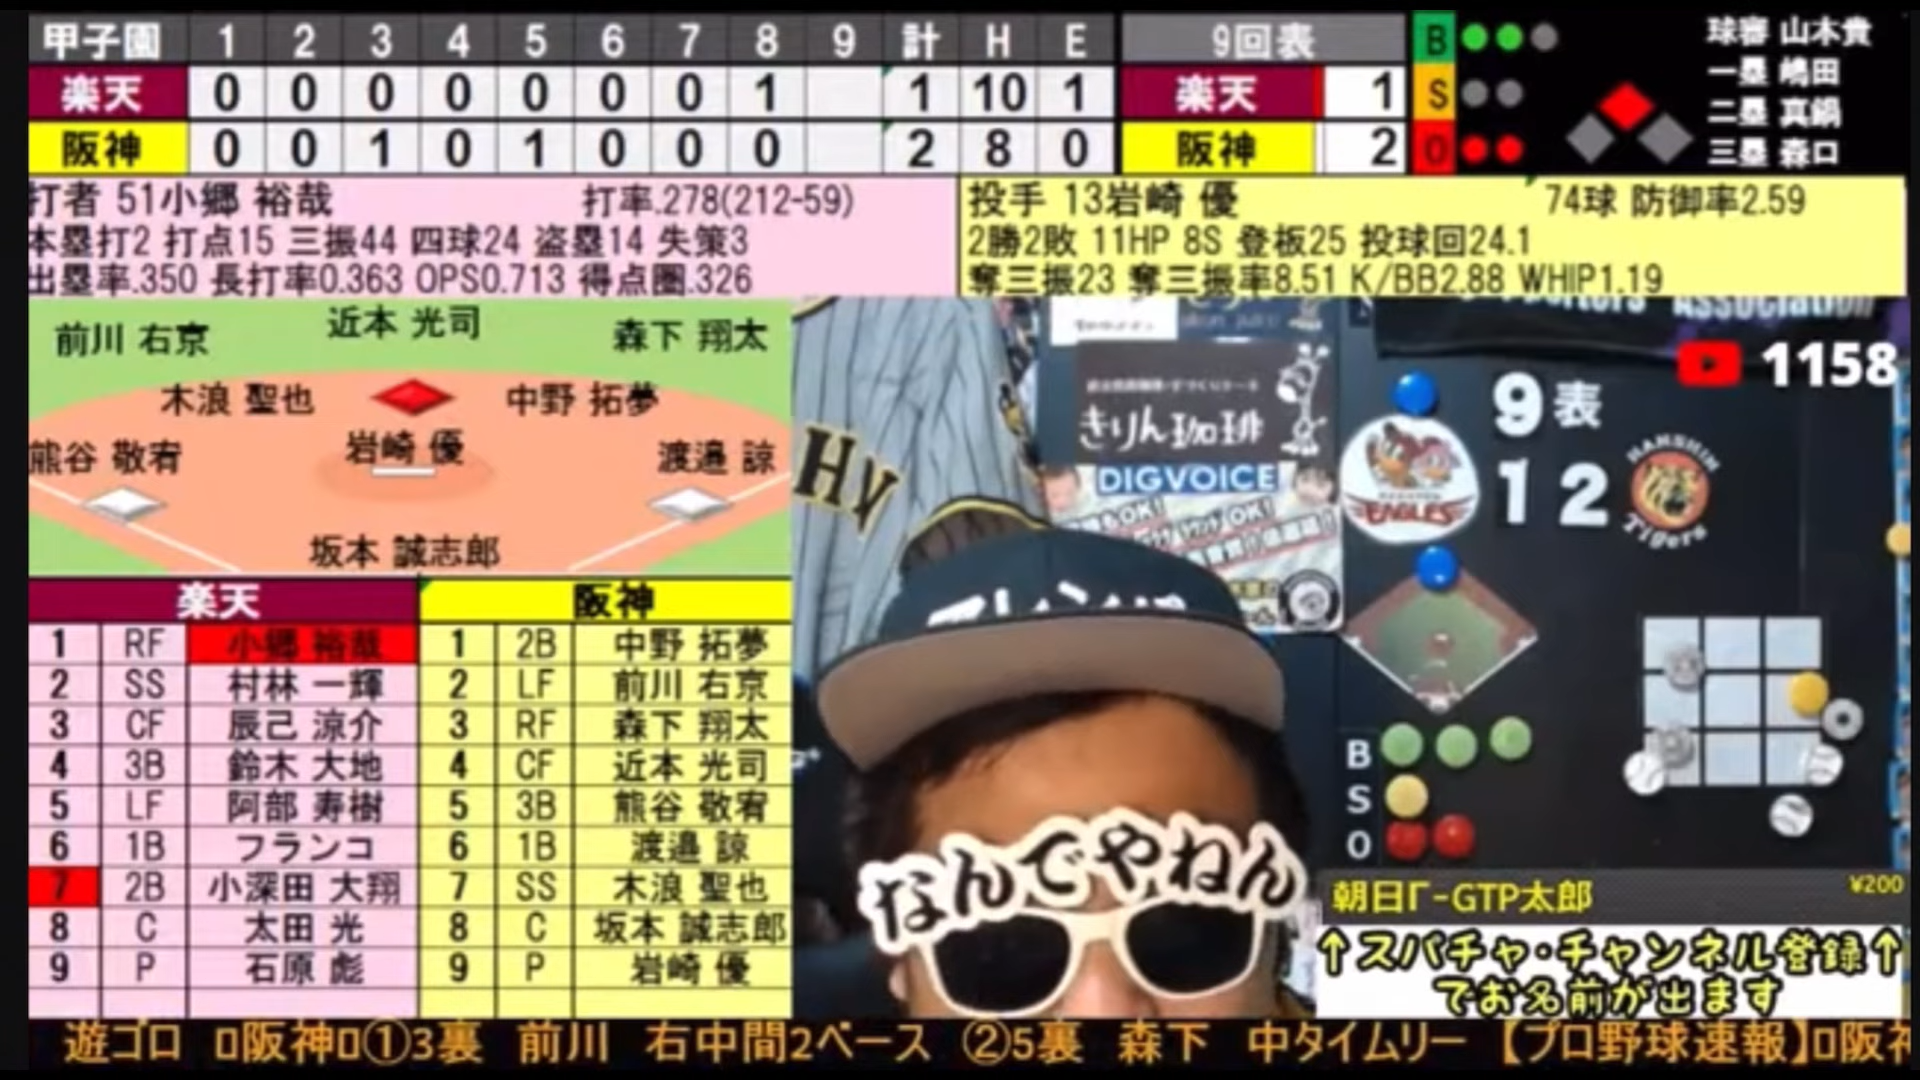 甲子園 1 2 3 4 5 6 7 8 9 計 H E
楽天 0 0 0 0 0 0 0 1 1 10 1
阪神 0 0 1 0 1 0 0 0 2 8 0
9回表
楽天 1
阪神 2
B
S
O
球審 山本貴
一塁 嶋田
二塁 真鍋
三塁 森口
打者 51小郷 裕哉 打率.278(212-59)
本塁打2 打点15 三振44 四球24 盗塁14 失策3
出塁率.350 長打率0.363 OPS0.713 得点圏.326
投手 13岩崎 優 74球 防御率2.59
2勝2敗 11HP 8S 登板25 投球回24.1
奪三振23 奪三振率8.51 K/BB2.88 WHIP1.19
前川 右京 近本 光司 森下 翔太
木浪 聖也 中野 拓夢
熊谷 敬宥 岩崎 優 渡邉 諒
坂本 誠志郎
楽天 阪神
1 RF 小郷 裕哉 1 2B 中野 拓夢
2 SS 村林 一輝 2 LF 前川 右京
3 CF 辰己 涼介 3 RF 森下 翔太
4 3B 鈴木 大地 4 CF 近本 光司
5 LF 阿部 寿樹 5 3B 熊谷 敬宥
6 1B フランコ 6 1B 渡邉 諒
7 2B 小深田 大翔 7 SS 木浪 聖也
8 C 太田 光 8 C 坂本 誠志郎
9 P 石原 彪 9 P 岩崎 優
Association
1158
きりん珈琲
DIGVOICE
9表
EAGLES
1 2
HANSHIN
Tigers
B
S
O
なんでやねん
朝日Γ-GTP太郎 ¥200
↑スパチャ・チャンネル登録↑
でお名前が出ます
遊ゴロ 阪神 ①3裏 前川 右中間2ベース ②5裏 森下 中タイムリー 【プロ野球速報】 阪神